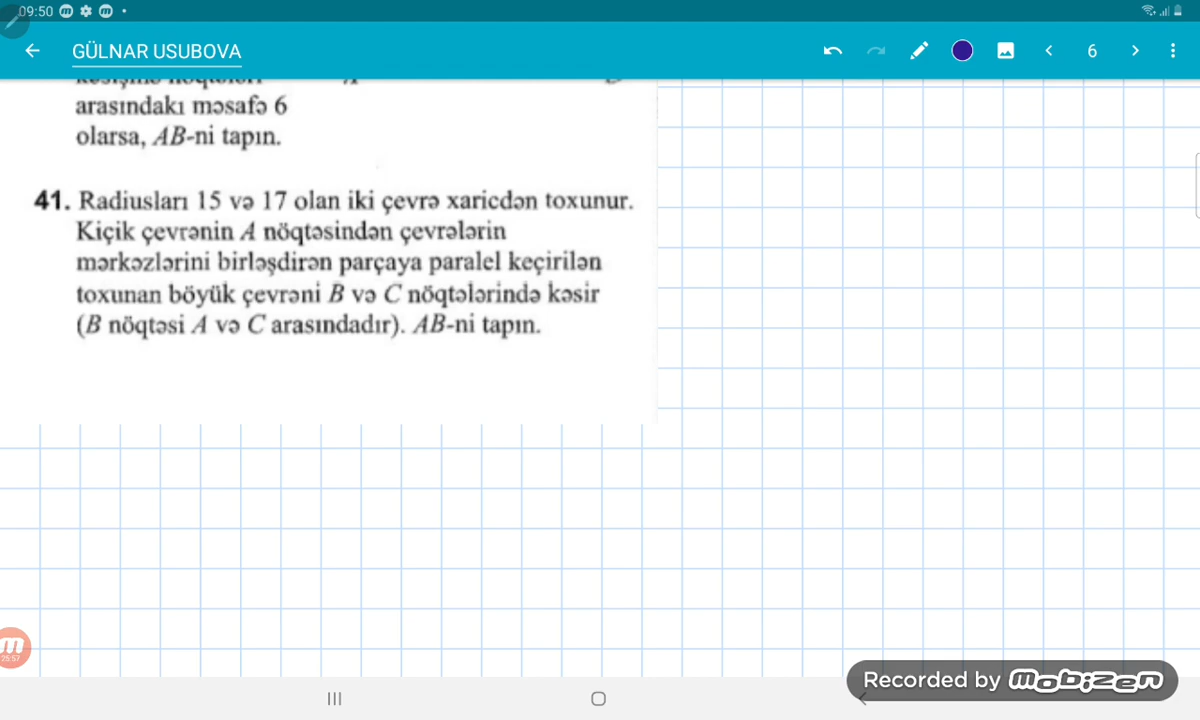 09:50
GÜLNAR USUBOVA
6
arasındakı məsafə 6
olarsa, AB-ni tapın.
41. Radiusları 15 və 17 olan iki çevrə xaricdən toxunur.
Kiçik çevrənin A nöqtəsindən çevrələrin
mərkəzlərini birləşdirən parçaya paralel keçirilən
toxunan böyük çevrəni B və C nöqtələrində kəsir
(B nöqtəsi A və C arasındadır). AB-ni tapın.
25:57
Recorded by mobizen